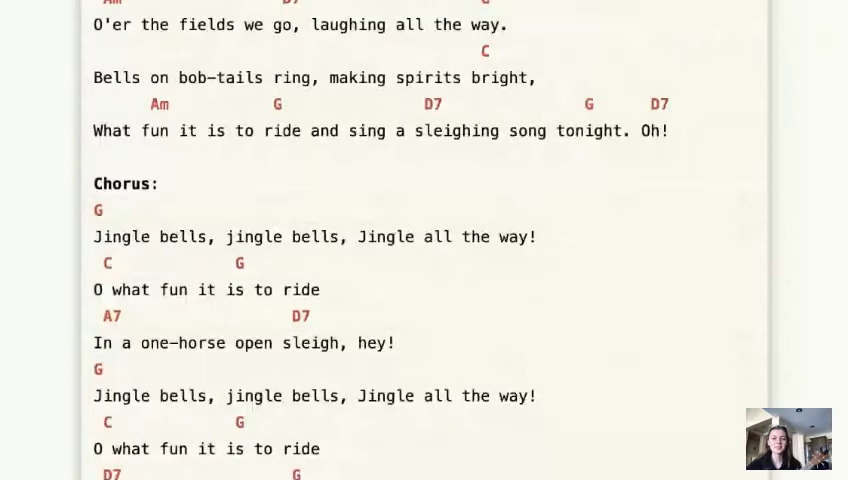 Am D7 G
O'er the fields we go, laughing all the way.
C
Bells on bob-tails ring, making spirits bright,
Am G D7 G D7
What fun it is to ride and sing a sleighing song tonight. Oh!
Chorus:
G
Jingle bells, jingle bells, Jingle all the way!
C G
O what fun it is to ride
A7 D7
In a one-horse open sleigh, hey!
G
Jingle bells, jingle bells, Jingle all the way!
C G
O what fun it is to ride
D7 G